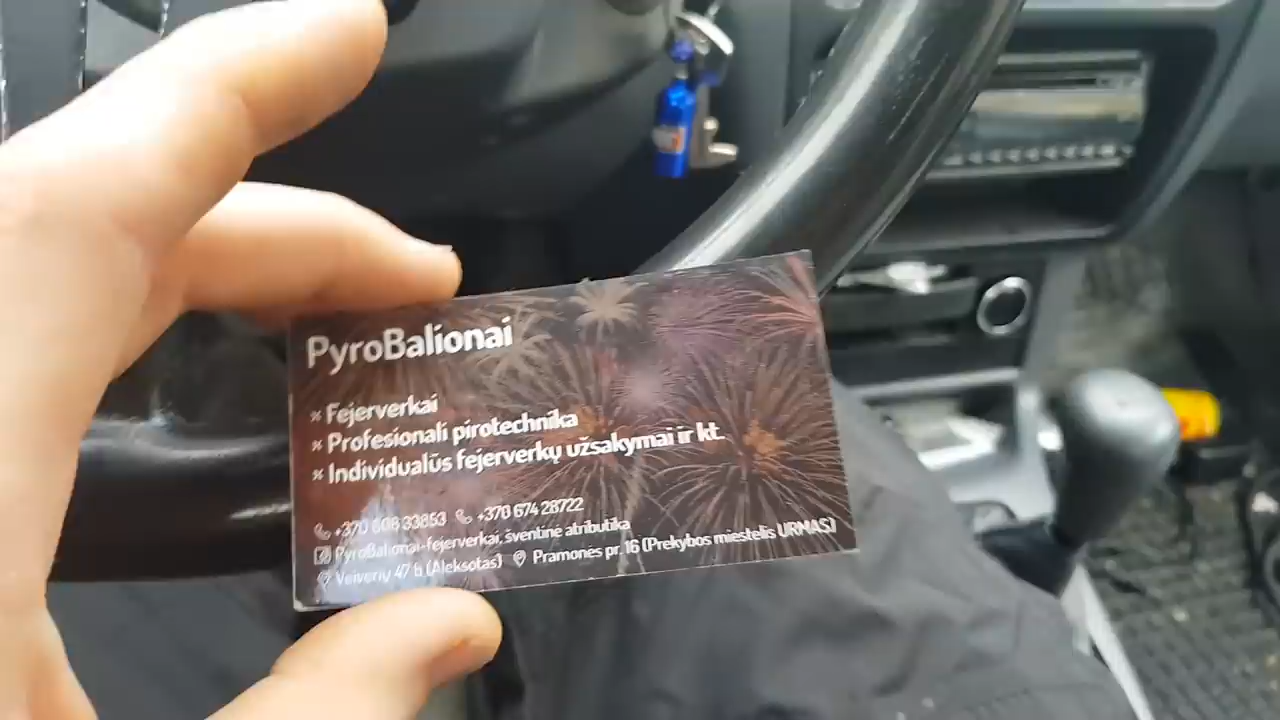 PyroBalionai
× Fejerverkai
× Profesionali pirotechnika
× Individualūs fejerverkų užsakymai ir kt.
+370 608 33853 +370 674 28722
PyroBalionai-fejerverkai, šventinė atributika
Veiverių 47 b (Aleksotas) Pramonės pr. 16 (Prekybos miestelis URMAS)